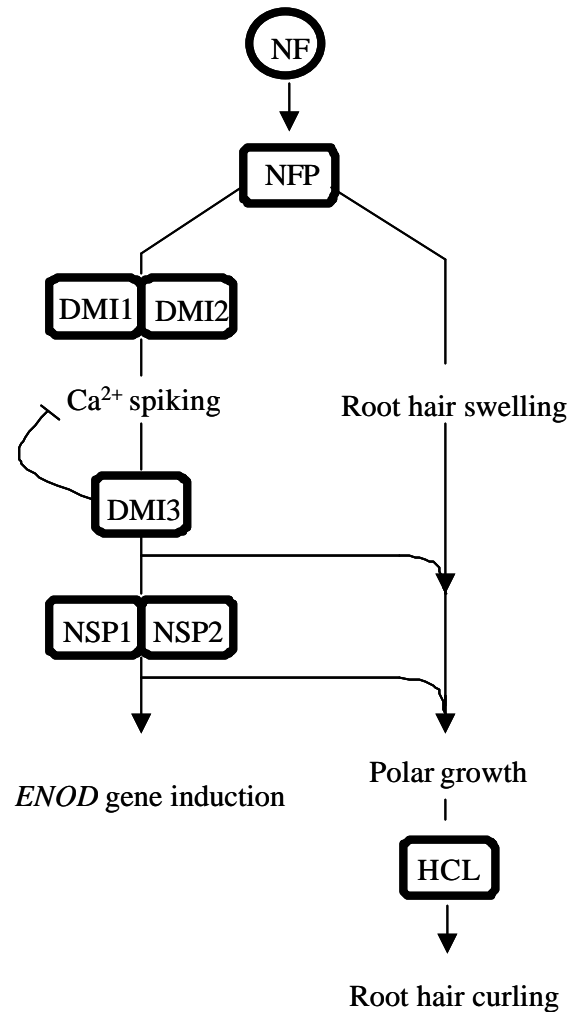 NF
NFP
DMI1 DMI2
Ca²⁺ spiking
Root hair swelling
DMI3
NSP1 NSP2
Polar growth
ENOD gene induction
HCL
Root hair curling